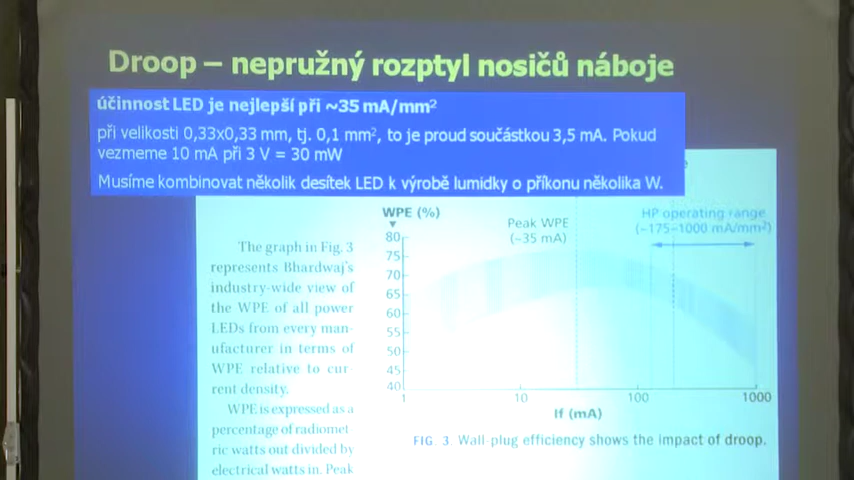 Droop – nepružný rozptyl nosičů náboje
účinnost LED je nejlepší při ~35 mA/mm²
při velikosti 0,33x0,33 mm, tj. 0,1 mm², to je proud součástkou 3,5 mA. Pokud
vezmeme 10 mA při 3 V = 30 mW
Musíme kombinovat několik desítek LED k výrobě lumidky o příkonu několika W.
The graph in Fig. 3
represents Bhardwaj's
industry-wide view of
the WPE of all power
LEDs from every man-
ufacturer in terms of
WPE relative to cur-
rent density.
WPE is expressed as a
percentage of radiomet
ric watts out divided by
electrical watts in. Peak
WPE (%)
Peak WPE
(~35 mA)
HP operating range
(~175–1000 mA/mm²)
80
75
70
65
60
55
50
45
40
1
10
100
1000
If (mA)
FIG. 3. Wall-plug efficiency shows the impact of droop.